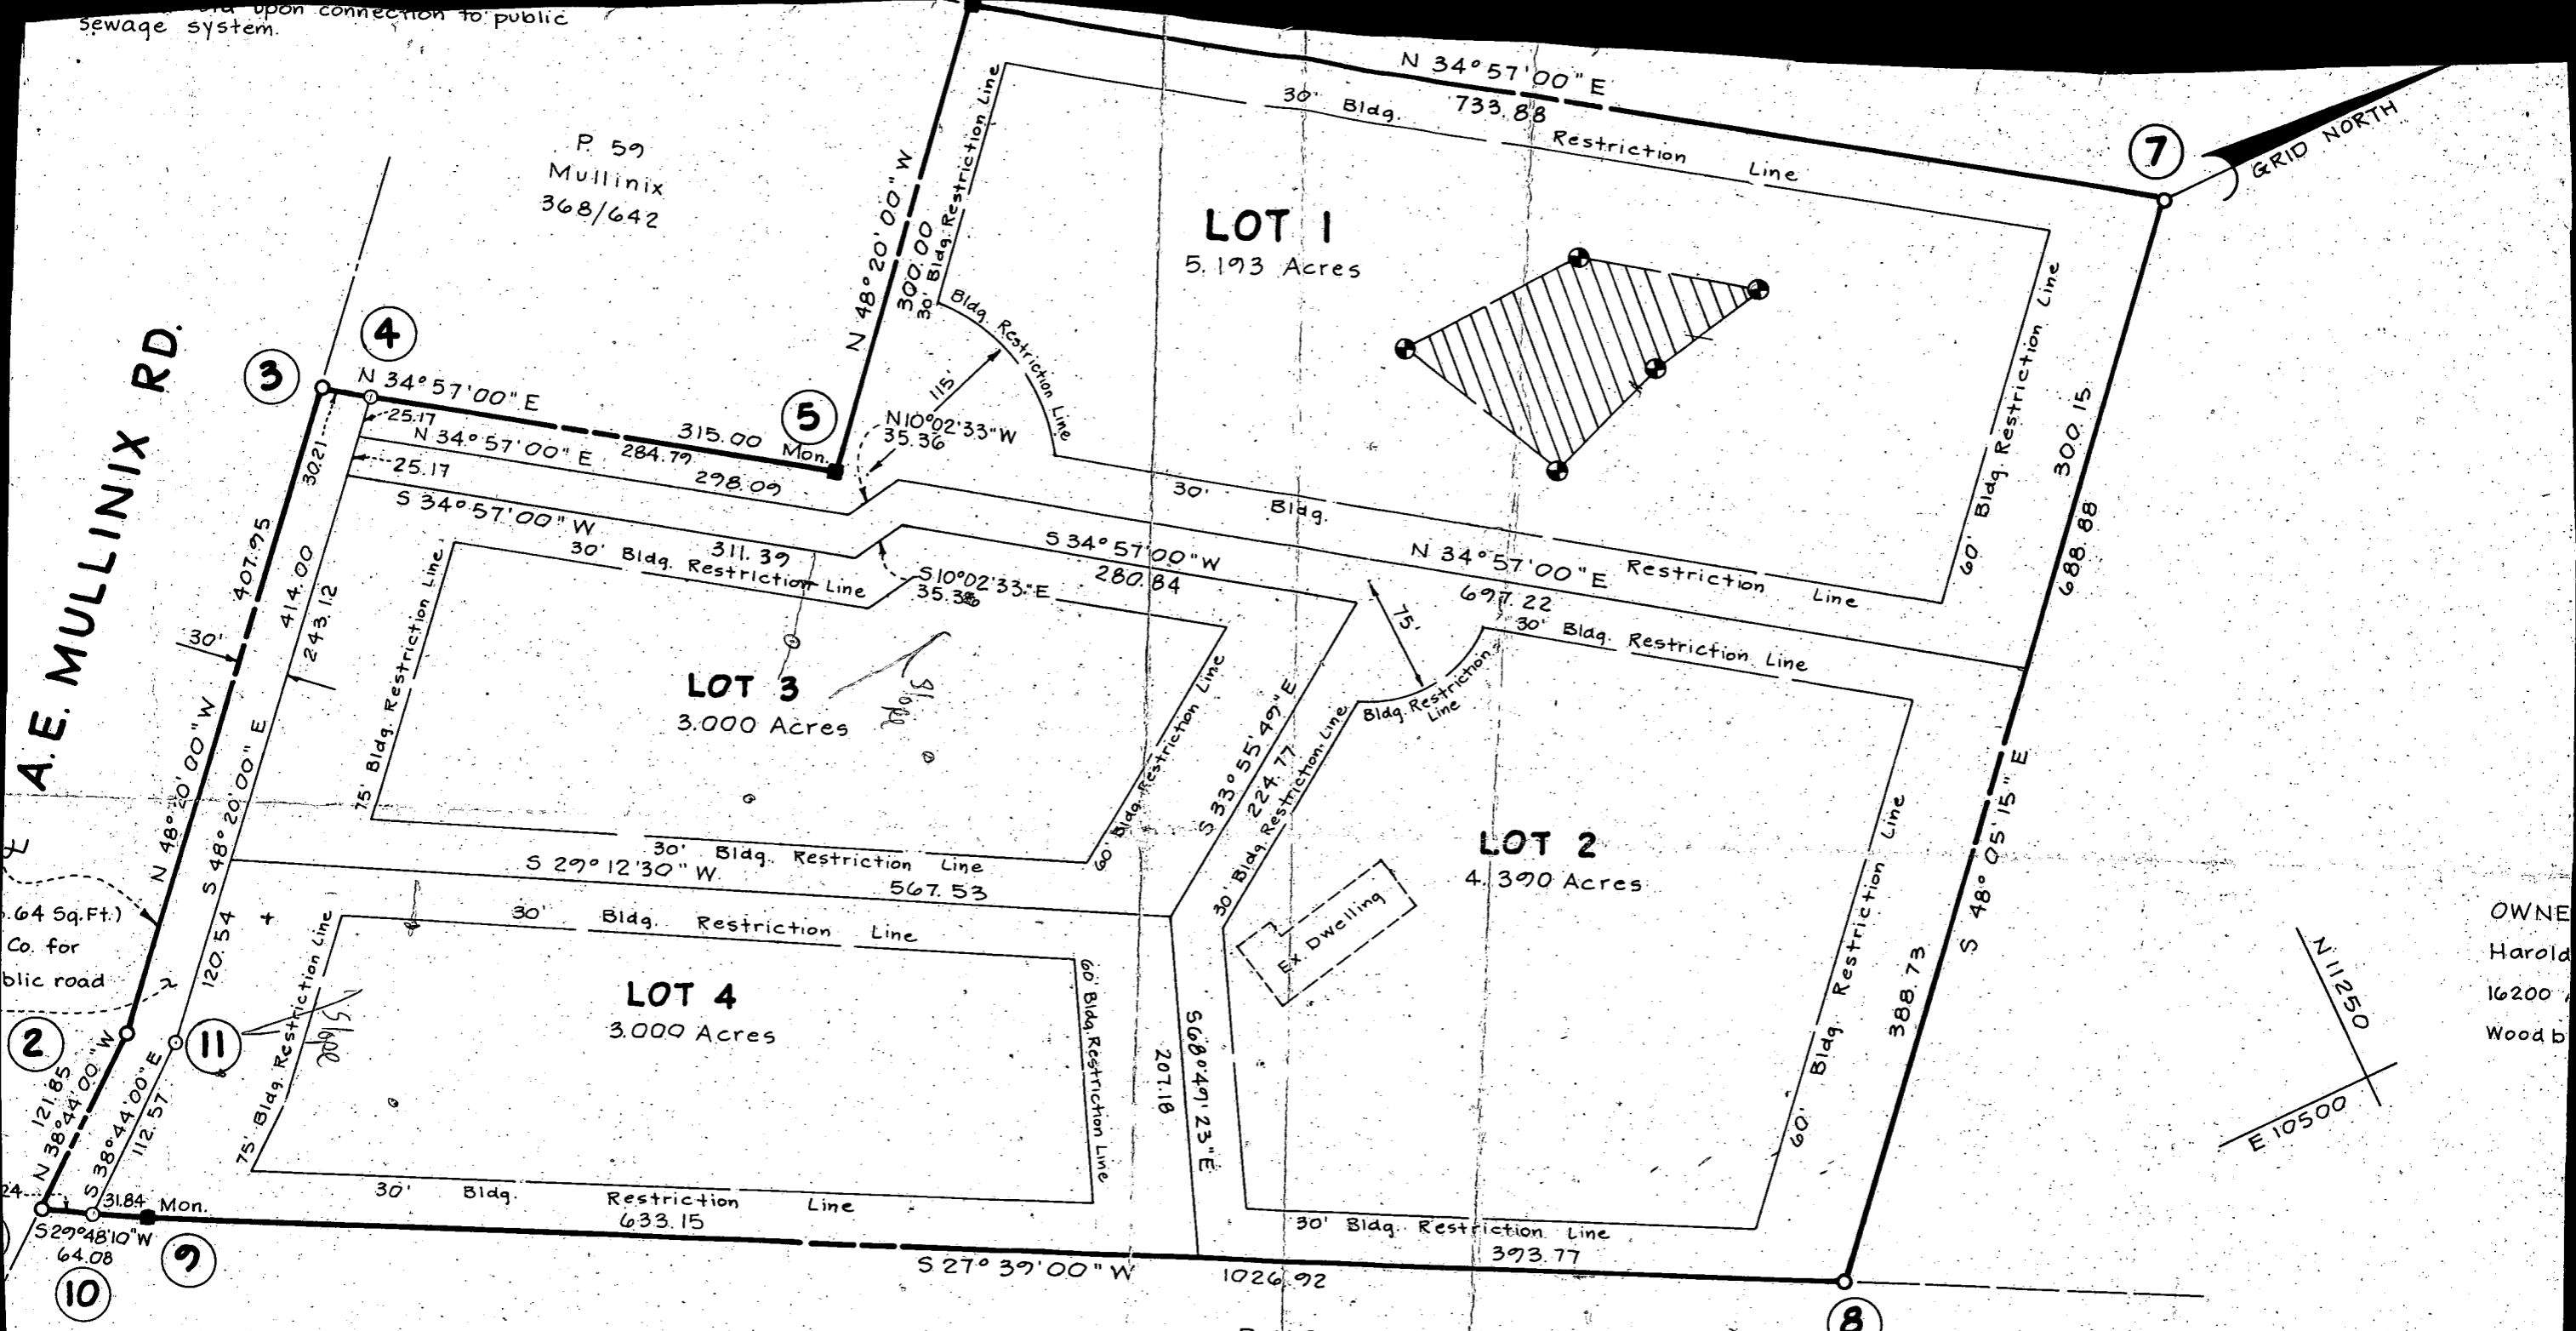 upon connection to public
sewage system.
N 34°57'00" E
733.88
30' Bldg. Restriction Line
7
GRID NORTH
P. 59
Mullinix
368/642
N 48°20'00" W
300.00
30' Bldg. Restriction Line
LOT 1
5.193 Acres
Bldg. Restriction Line
115'
60' Bldg. Restriction Line
300.15
688.88
A.E. MULLINIX RD.
3
4
N 34°57'00" E
315.00
Mon.
5
N10°02'33"W
35.36
25.17
N 34°57'00" E
284.79
298.09
25.17
30.21
S 34°57'00" W
311.39
30' Bldg. Restriction Line
30' Bldg. Restriction Line
S10°02'33"E
35.36
S 34°57'00" W
280.84
N 34°57'00" E
697.22
407.95
414.00
243.12
30'
75' Bldg. Restriction Line
LOT 3
3.000 Acres
Slope
60' Bldg. Restriction Line
75'
30' Bldg. Restriction Line
Bldg. Restriction
Line
S 33°55'49" E
224.77
30' Bldg. Restriction Line
N 48°20'00" W
S 48°20'00" E
30' Bldg. Restriction Line
S 29°12'30" W
567.53
LOT 2
4.390 Acres
Ex. Dwelling
60' Bldg. Restriction Line
S 48°05'15" E
388.73
.64 Sq.Ft.)
Co. for
blic road
120.54
30' Bldg. Restriction Line
75' Bldg. Restriction Line
LOT 4
3.000 Acres
Slope
60' Bldg. Restriction Line
207.18
S68°49'23"E
2
11
121.85
N 38°44'00" W
S 38°44'00" E
112.57
24
31.84
Mon.
30' Bldg. Restriction Line
633.15
S29°48'10"W
64.08
9
10
S 27°39'00" W
1026.92
30' Bldg. Restriction Line
393.77
8
OWNE
Harold
16200
Woodb
N 11250
E 10500